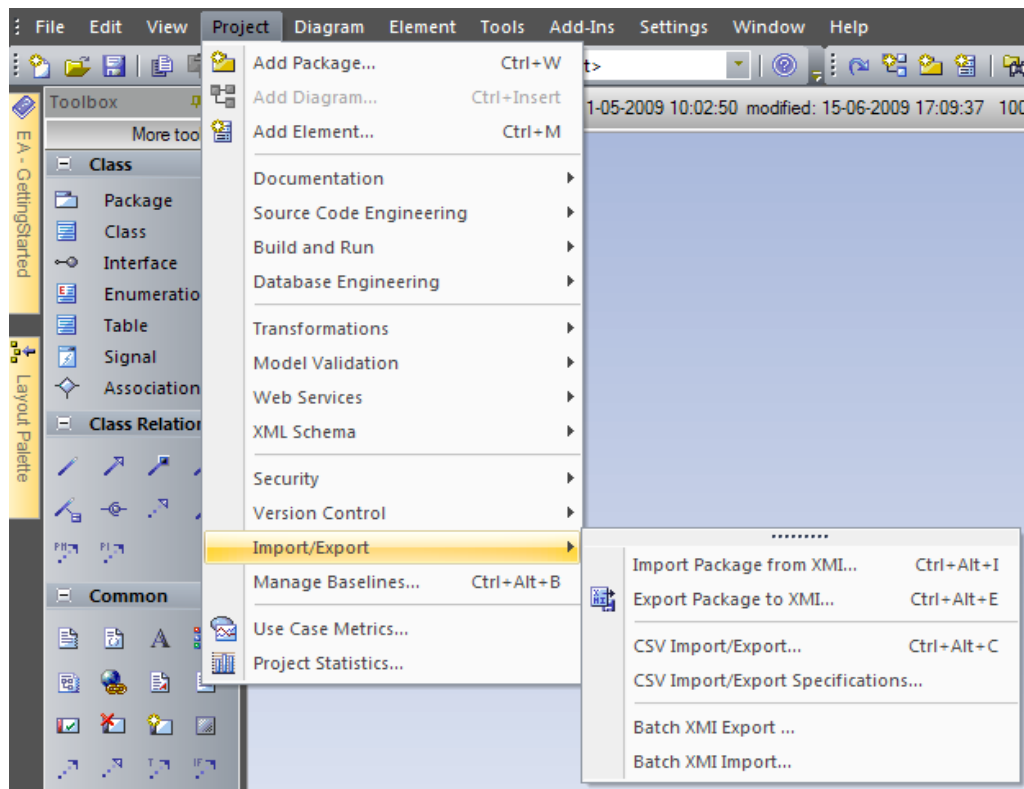 File Edit View Project Diagram Element Tools Add-Ins Settings Window Help
t>
Toolbox
1-05-2009 10:02:50 modified: 15-06-2009 17:09:37 100
More too
EA - GettingStarted
Layout Palette
Class
Package
Class
Interface
Enumeratio
Table
Signal
Association
Class Relation
PM
PI
Common
A
T
IF
Add Package... Ctrl+W
Add Diagram... Ctrl+Insert
Add Element... Ctrl+M
Documentation
Source Code Engineering
Build and Run
Database Engineering
Transformations
Model Validation
Web Services
XML Schema
Security
Version Control
Import/Export
Manage Baselines... Ctrl+Alt+B
Use Case Metrics...
Project Statistics...
Import Package from XMI... Ctrl+Alt+I
Export Package to XMI... Ctrl+Alt+E
CSV Import/Export... Ctrl+Alt+C
CSV Import/Export Specifications...
Batch XMI Export ...
Batch XMI Import...